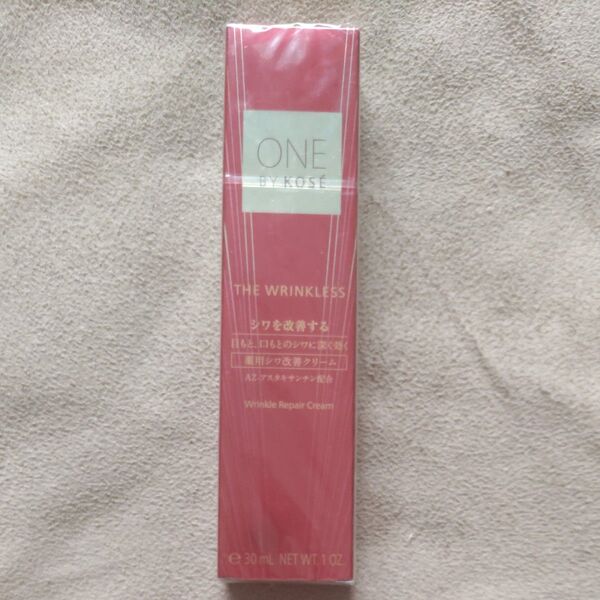 ONE
BY KOSÉ
THE WRINKLESS
シワを改善する
目もと、口もとのシワに深く効く
薬用シワ改善クリーム
AZ-アスタキサンチン配合
Wrinkle Repair Cream
℮ 30 mL NET WT. 1 OZ.